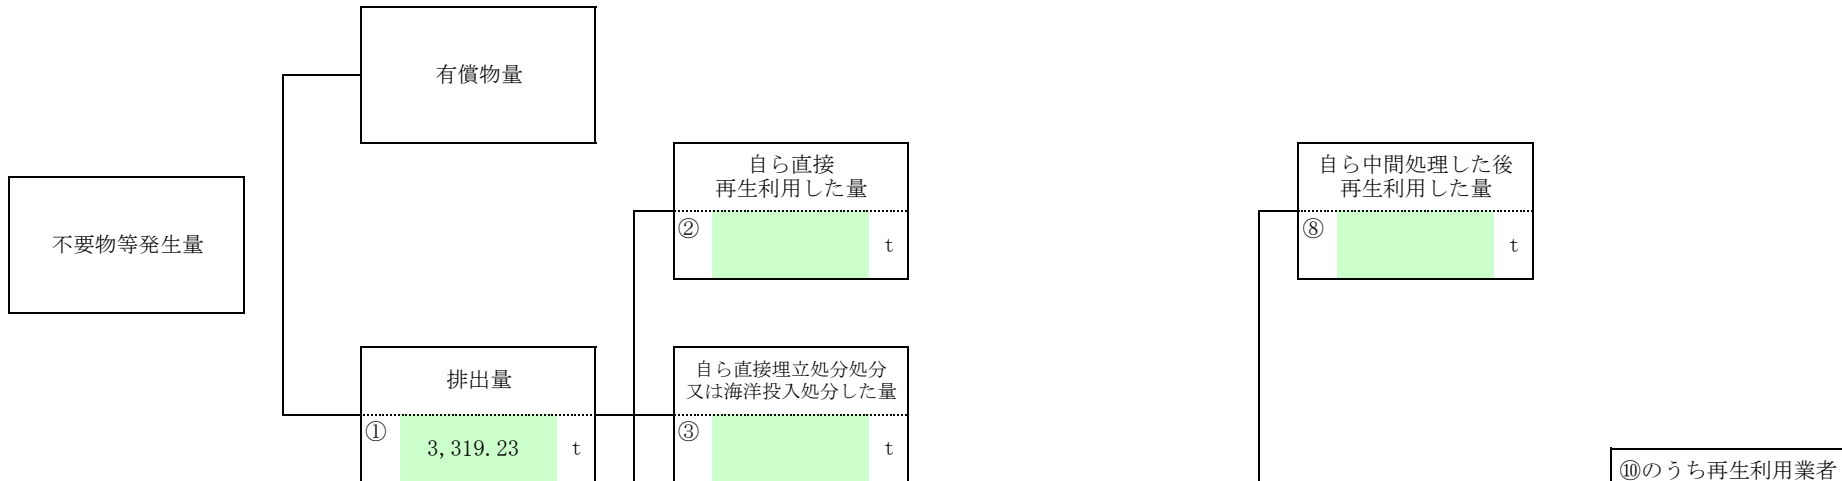 有償物量
自ら直接
再生利用した量
②
t
自ら中間処理した後
再生利用した量
⑧
t
不要物等発生量
排出量
①
3,319.23
t
自ら直接埋立処分処分
又は海洋投入処分した量
③
t
⑩のうち再生利用業者